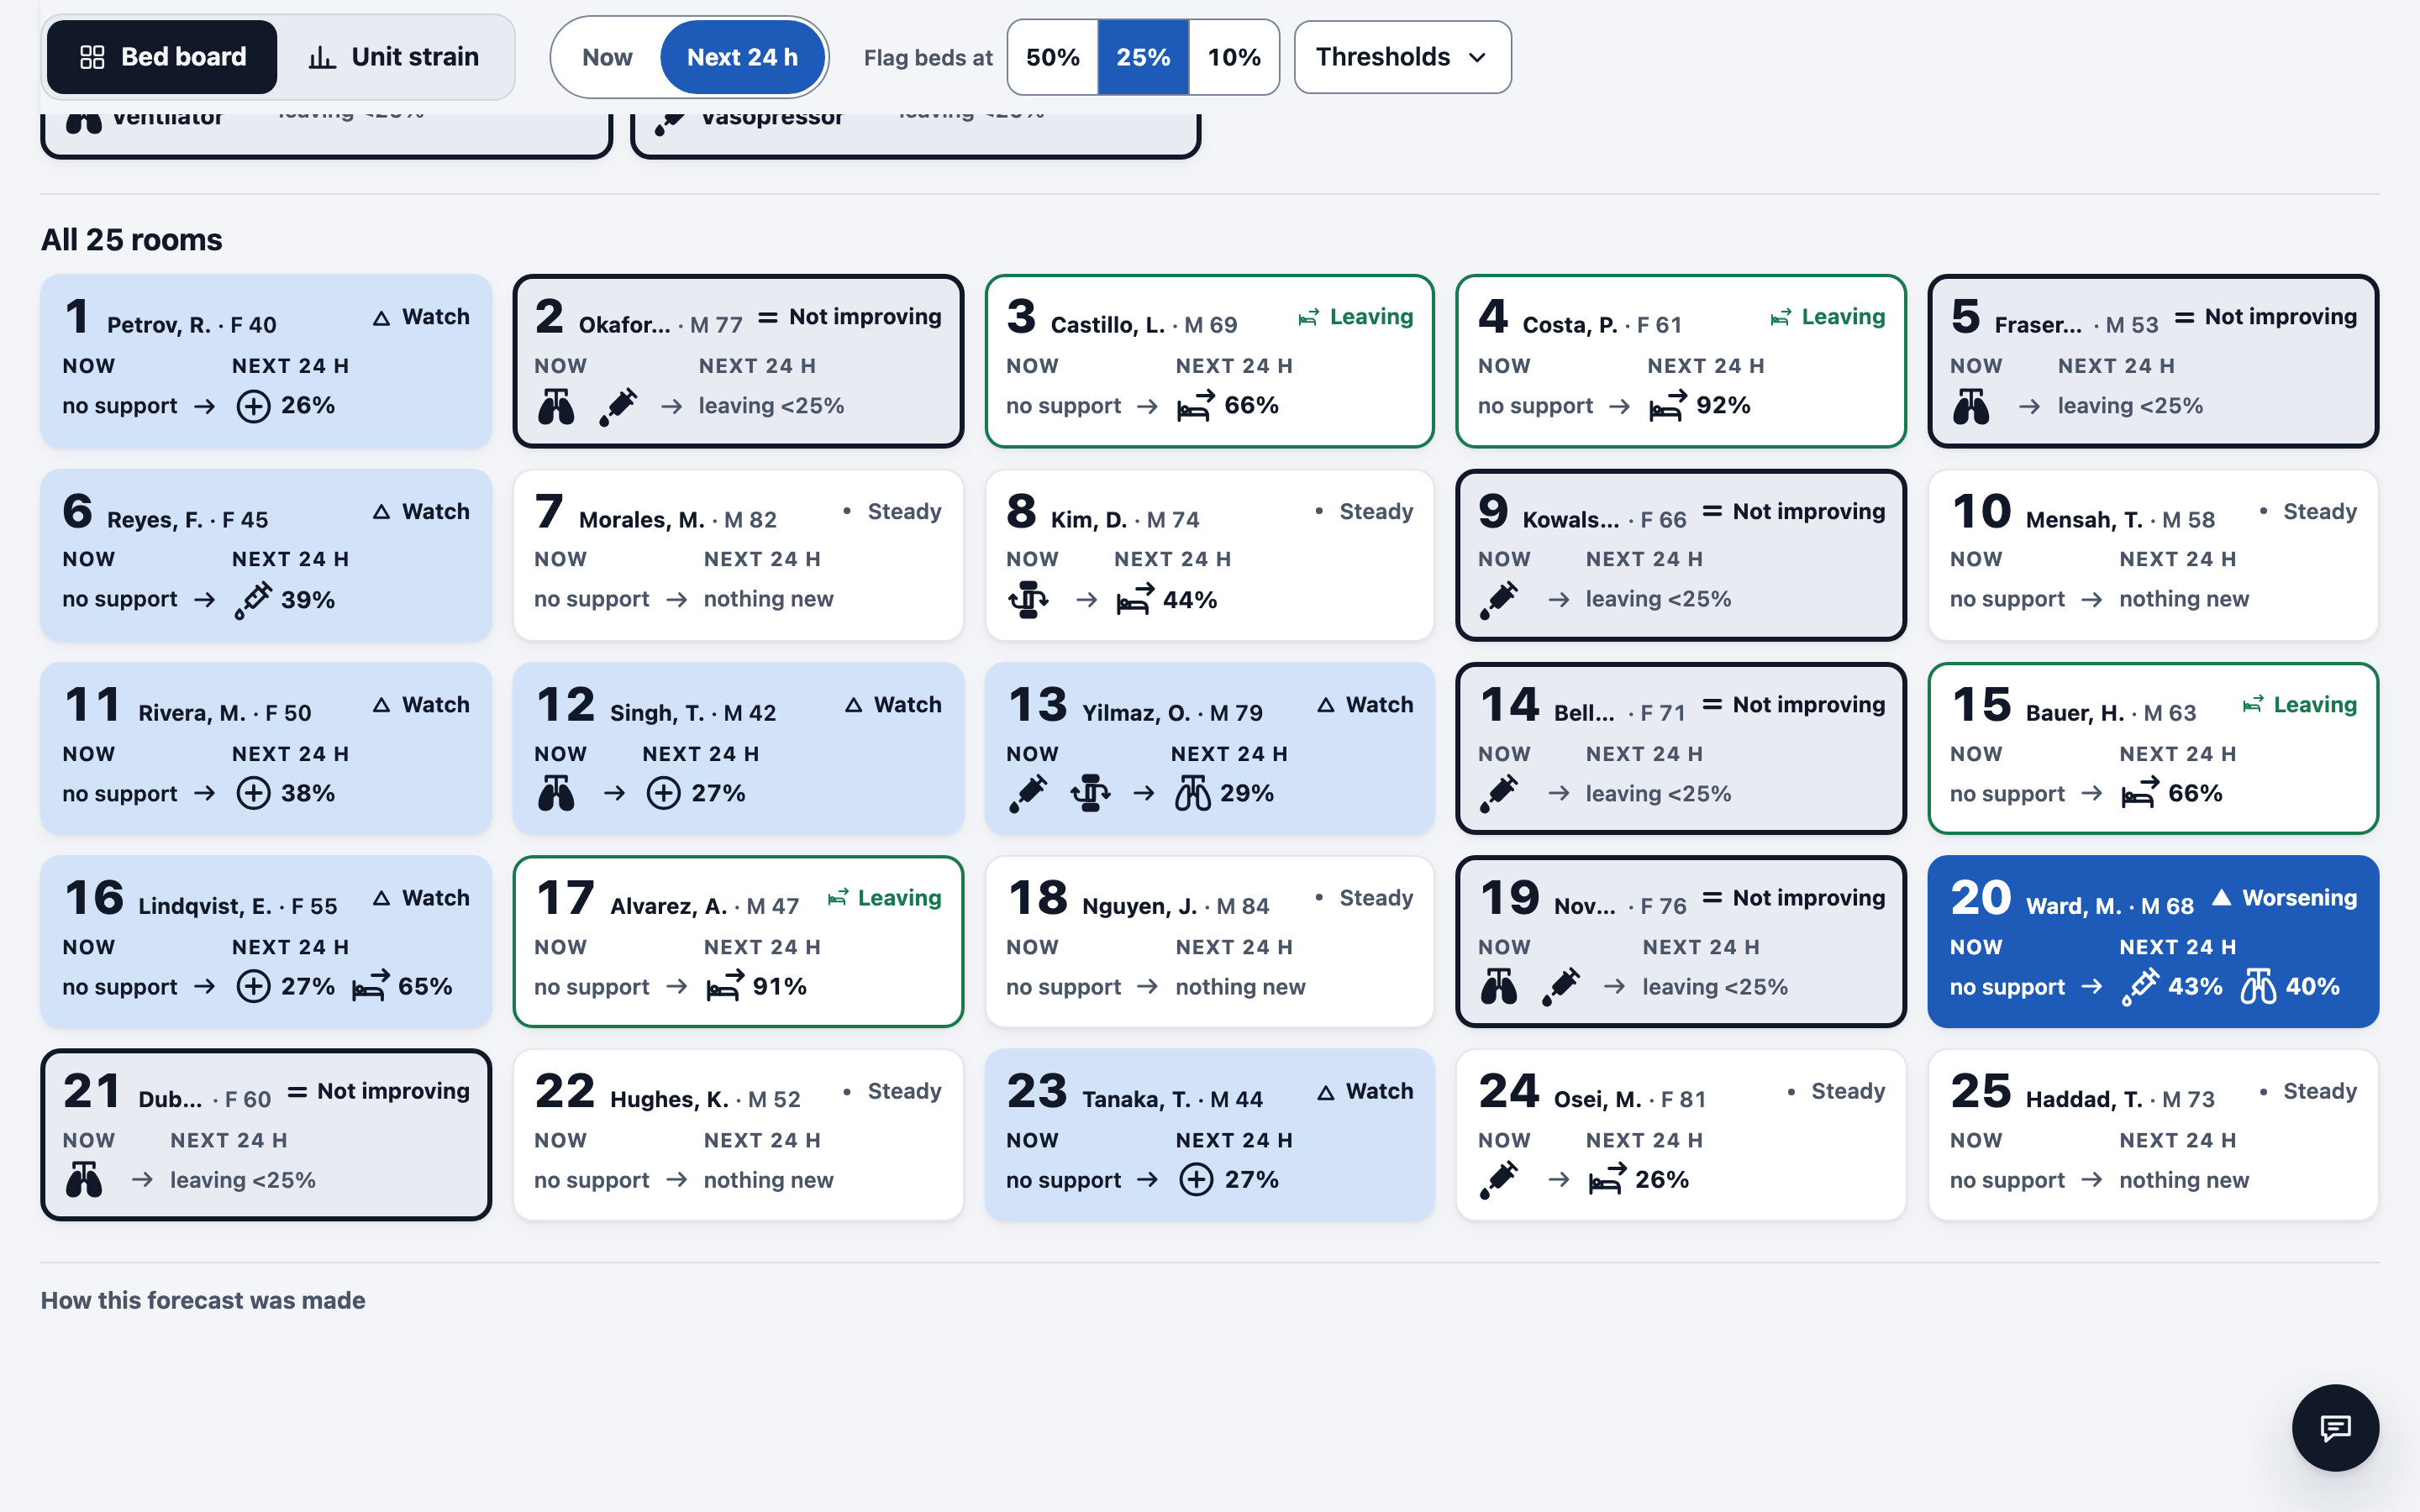 Bed board Unit strain Now Next 24 h Flag beds at 50% 25% 10% Thresholds
Ventilator leaving <25% Vasopressor leaving <25%
All 25 rooms
1 Petrov, R. · F 40 Watch
NOW NEXT 24 H
no support → 26%
2 Okafor... · M 77 = Not improving
NOW NEXT 24 H
→ leaving <25%
3 Castillo, L. · M 69 Leaving
NOW NEXT 24 H
no support → 66%
4 Costa, P. · F 61 Leaving
NOW NEXT 24 H
no support → 92%
5 Fraser... · M 53 = Not improving
NOW NEXT 24 H
→ leaving <25%
6 Reyes, F. · F 45 Watch
NOW NEXT 24 H
no support → 39%
7 Morales, M. · M 82 • Steady
NOW NEXT 24 H
no support → nothing new
8 Kim, D. · M 74 • Steady
NOW NEXT 24 H
→ 44%
9 Kowals... · F 66 = Not improving
NOW NEXT 24 H
→ leaving <25%
10 Mensah, T. · M 58 • Steady
NOW NEXT 24 H
no support → nothing new
11 Rivera, M. · F 50 Watch
NOW NEXT 24 H
no support → 38%
12 Singh, T. · M 42 Watch
NOW NEXT 24 H
→ 27%
13 Yilmaz, O. · M 79 Watch
NOW NEXT 24 H
→ 29%
14 Bell... · F 71 = Not improving
NOW NEXT 24 H
→ leaving <25%
15 Bauer, H. · M 63 Leaving
NOW NEXT 24 H
no support → 66%
16 Lindqvist, E. · F 55 Watch
NOW NEXT 24 H
no support → 27% 65%
17 Alvarez, A. · M 47 Leaving
NOW NEXT 24 H
no support → 91%
18 Nguyen, J. · M 84 • Steady
NOW NEXT 24 H
no support → nothing new
19 Nov... · F 76 = Not improving
NOW NEXT 24 H
→ leaving <25%
20 Ward, M. · M 68 Worsening
NOW NEXT 24 H
no support → 43% 40%
21 Dub... · F 60 = Not improving
NOW NEXT 24 H
→ leaving <25%
22 Hughes, K. · M 52 • Steady
NOW NEXT 24 H
no support → nothing new
23 Tanaka, T. · M 44 Watch
NOW NEXT 24 H
no support → 27%
24 Osei, M. · F 81 • Steady
NOW NEXT 24 H
→ 26%
25 Haddad, T. · M 73 • Steady
NOW NEXT 24 H
no support → nothing new
How this forecast was made